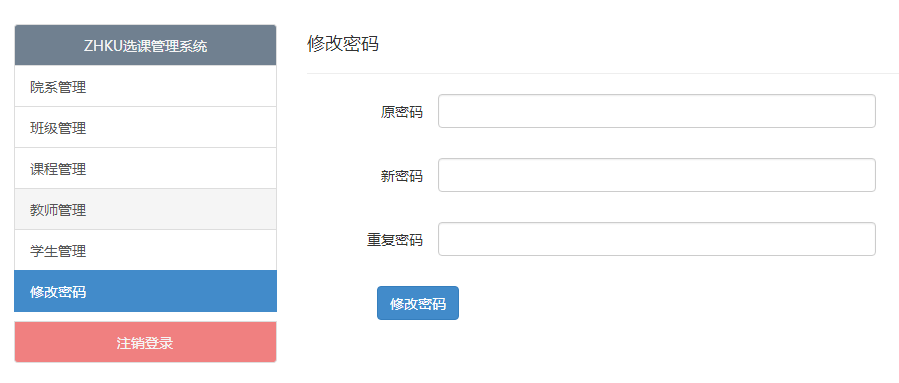 ZHKU选课管理系统
院系管理
班级管理
课程管理
教师管理
学生管理
修改密码
注销登录
修改密码
原密码
新密码
重复密码
修改密码